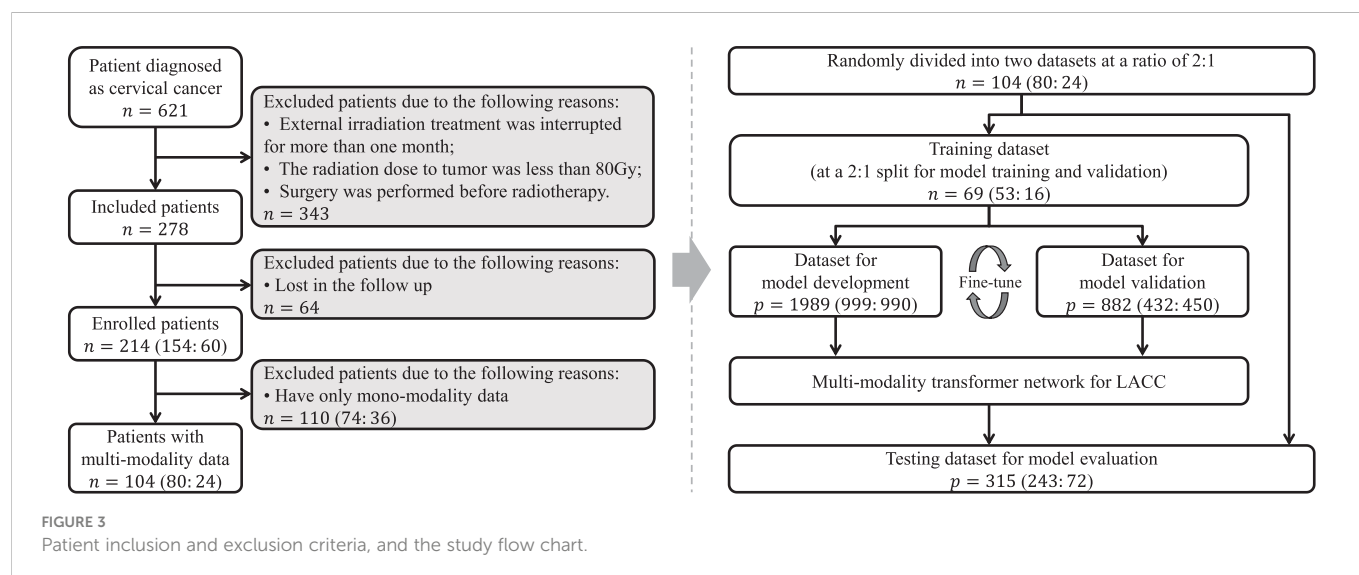 Patient diagnosed
as cervical cancer
n = 621
Excluded patients due to the following reasons:
• External irradiation treatment was interrupted
for more than one month;
• The radiation dose to tumor was less than 80Gy;
• Surgery was performed before radiotherapy.
n = 343
Included patients
n = 278
Excluded patients due to the following reasons:
• Lost in the follow up
n = 64
Enrolled patients
n = 214 (154: 60)
Excluded patients due to the following reasons:
• Have only mono-modality data
n = 110 (74: 36)
Patients with
multi-modality data
n = 104 (80: 24)
Randomly divided into two datasets at a ratio of 2:1
n = 104 (80: 24)
Training dataset
(at a 2:1 split for model training and validation)
n = 69 (53: 16)
Dataset for
model development
p = 1989 (999: 990)
Fine-tune
Dataset for
model validation
p = 882 (432: 450)
Multi-modality transformer network for LACC
Testing dataset for model evaluation
p = 315 (243: 72)
FIGURE 3
Patient inclusion and exclusion criteria, and the study flow chart.